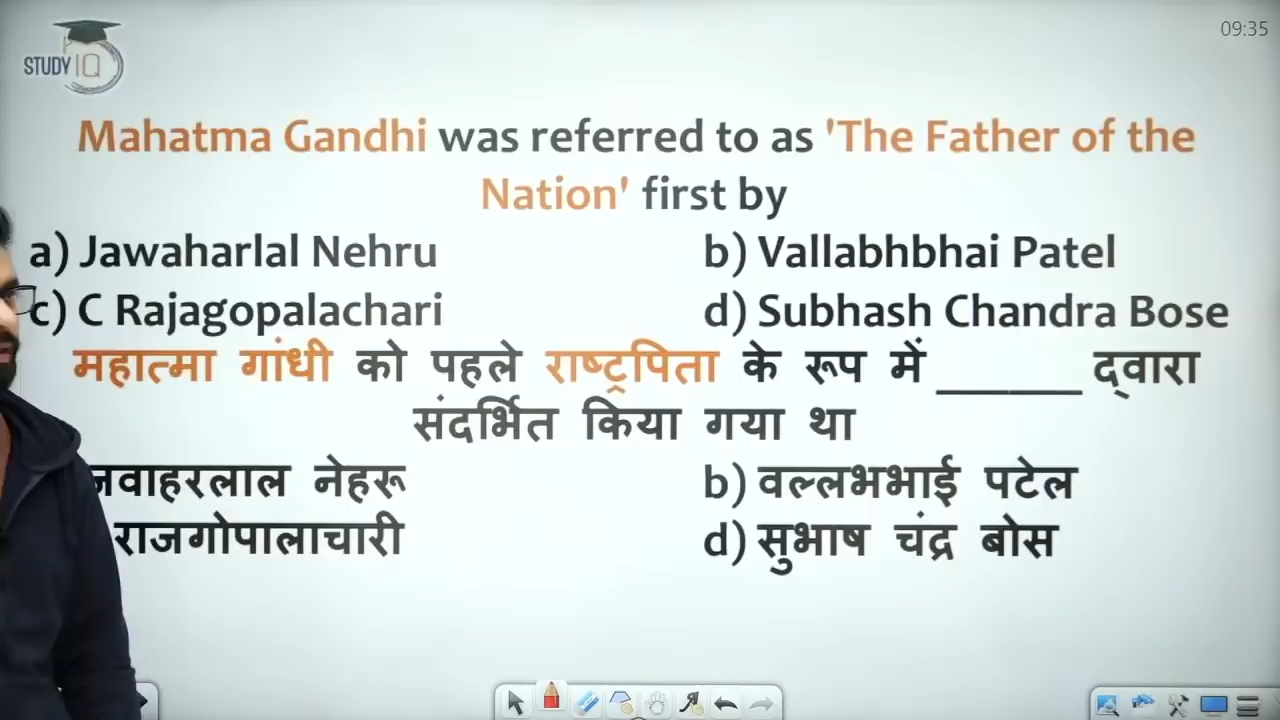 STUDY IQ
09:35
Mahatma Gandhi was referred to as 'The Father of the
Nation' first by
a) Jawaharlal Nehru b) Vallabhbhai Patel
c) C Rajagopalachari d) Subhash Chandra Bose
महात्मा गांधी को पहले राष्ट्रपिता के रूप में ______ द्वारा
संदर्भित किया गया था
जवाहरलाल नेहरू b) वल्लभभाई पटेल
राजगोपालाचारी d) सुभाष चंद्र बोस